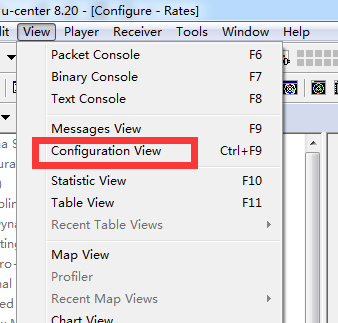 u-center 8.20 - [Configure - Rates]
View Player Receiver Tools Window Help
Packet Console F6
Binary Console F7
Text Console F8
Messages View F9
Configuration View Ctrl+F9
Statistic View F10
Table View F11
Recent Table Views
Map View
Profiler
Recent Map Views
Chart View